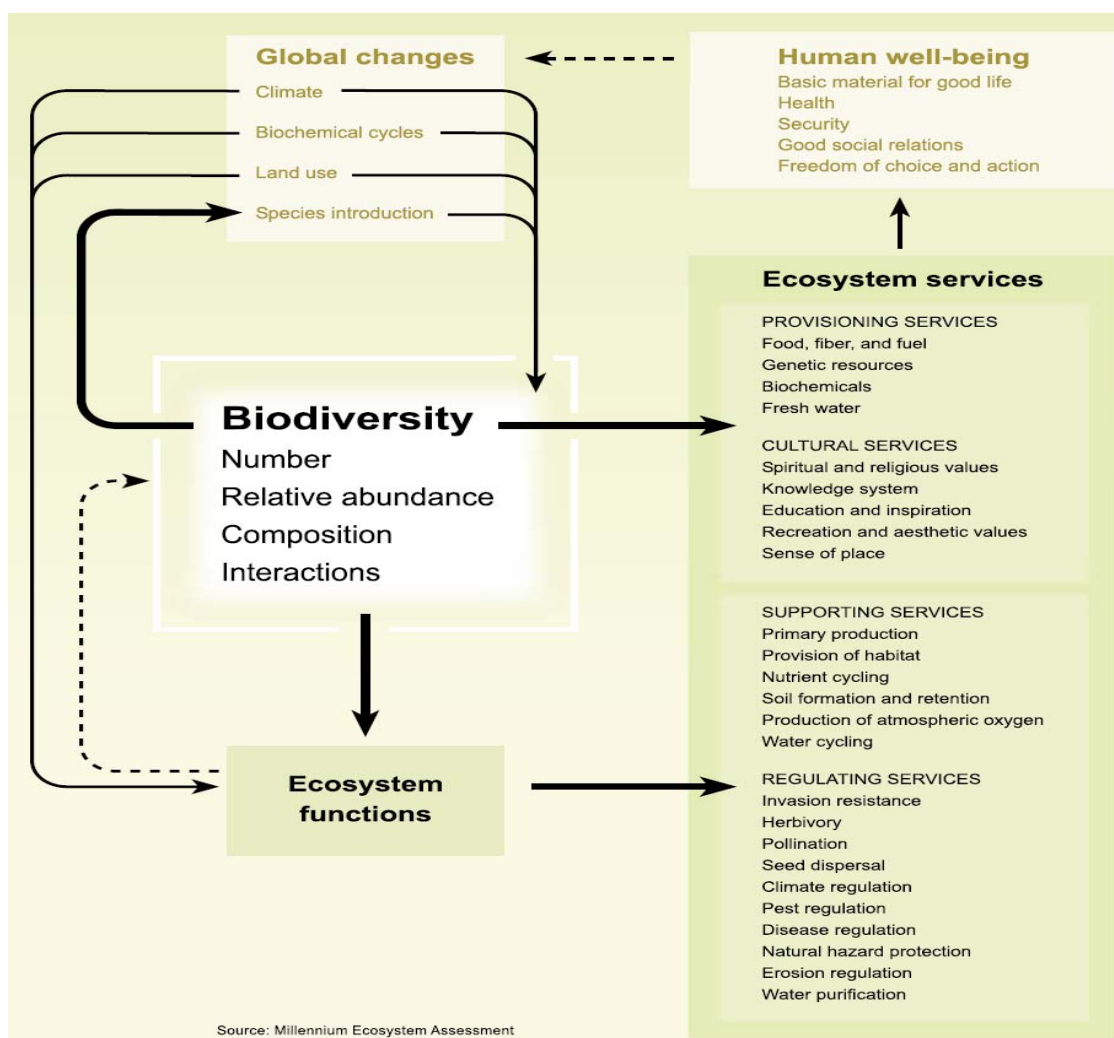 Global changes
Climate
Biochemical cycles
Land use
Species introduction
Human well-being
Basic material for good life
Health
Security
Good social relations
Freedom of choice and action
Biodiversity
Number
Relative abundance
Composition
Interactions
Ecosystem
functions
Ecosystem services
PROVISIONING SERVICES
Food, fiber, and fuel
Genetic resources
Biochemicals
Fresh water
CULTURAL SERVICES
Spiritual and religious values
Knowledge system
Education and inspiration
Recreation and aesthetic values
Sense of place
SUPPORTING SERVICES
Primary production
Provision of habitat
Nutrient cycling
Soil formation and retention
Production of atmospheric oxygen
Water cycling
REGULATING SERVICES
Invasion resistance
Herbivory
Pollination
Seed dispersal
Climate regulation
Pest regulation
Disease regulation
Natural hazard protection
Erosion regulation
Water purification
Source: Millennium Ecosystem Assessment